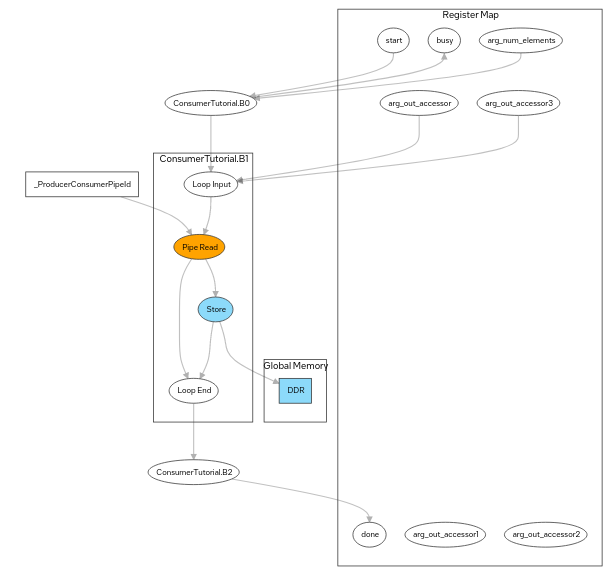 Register Map
start
busy
arg_num_elements
ConsumerTutorial.B0
arg_out_accessor
arg_out_accessor3
ConsumerTutorial.B1
_ProducerConsumerPipeId
Loop Input
Pipe Read
Store
Global Memory
DDR
Loop End
ConsumerTutorial.B2
done
arg_out_accessor1
arg_out_accessor2